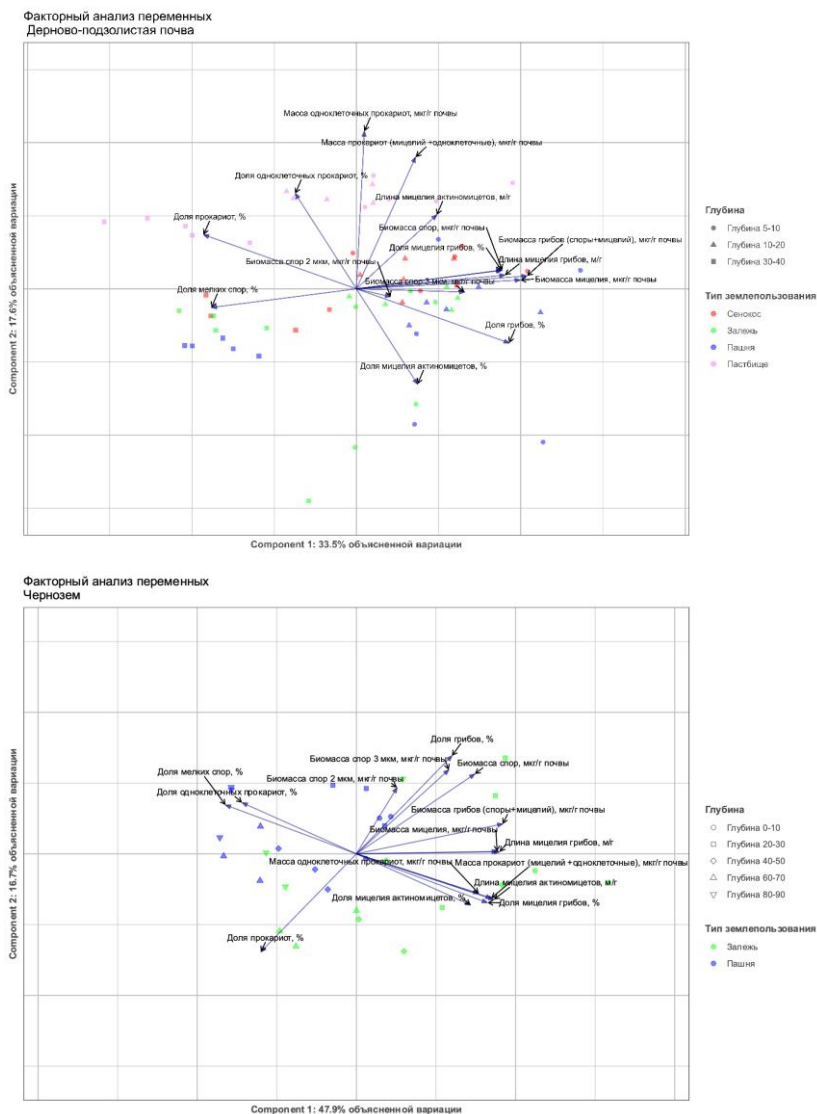 Факторный анализ переменных
Дерново-подзолистая почва
Масса одноклеточных прокариот, мкг/г почвы
Масса прокариот (мицелий +одноклеточные), мкг/г почвы
Доля одноклеточных прокариот, %
Длина мицелия актиномицетов, м/г
Доля прокариот, %
Биомасса спор, мкг/г почвы
Биомасса грибов (споры+мицелий), мкг/г почвы
Доля мицелия грибов, %
Биомасса спор 2 мкм, мкг/г почвы
Длина мицелия грибов, м/г
Биомасса спор 3 мкм, мкг/г почвы
Биомасса мицелия, мкг/г почвы
Доля мелких спор, %
Доля грибов, %
Доля мицелия актиномицетов, %
Component 2: 17.6% объясненной вариации
Component 1: 33.5% объясненной вариации
Глубина
Глубина 5-10
Глубина 10-20
Глубина 30-40
Тип землепользования
Сенокос
Залежь
Пашня
Пастбище
Факторный анализ переменных
Чернозем
Доля грибов, %
Биомасса спор 3 мкм, мкг/г почвы
Биомасса спор, мкг/г почвы
Доля мелких спор, %
Биомасса спор 2 мкм, мкг/г почвы
Доля одноклеточных прокариот, %
Биомасса грибов (споры+мицелий), мкг/г почвы
Биомасса мицелия, мкг/г почвы
Длина мицелия грибов, м/г
Масса одноклеточных прокариот, мкг/г почвы
Масса прокариот (мицелий +одноклеточные), мкг/г почвы
Длина мицелия актиномицетов, м/г
Доля мицелия актиномицетов, %
Доля мицелия грибов, %
Доля прокариот, %
Component 2: 16.7% объясненной вариации
Component 1: 47.9% объясненной вариации
Глубина
Глубина 0-10
Глубина 20-30
Глубина 40-50
Глубина 60-70
Глубина 80-90
Тип землепользования
Залежь
Пашня